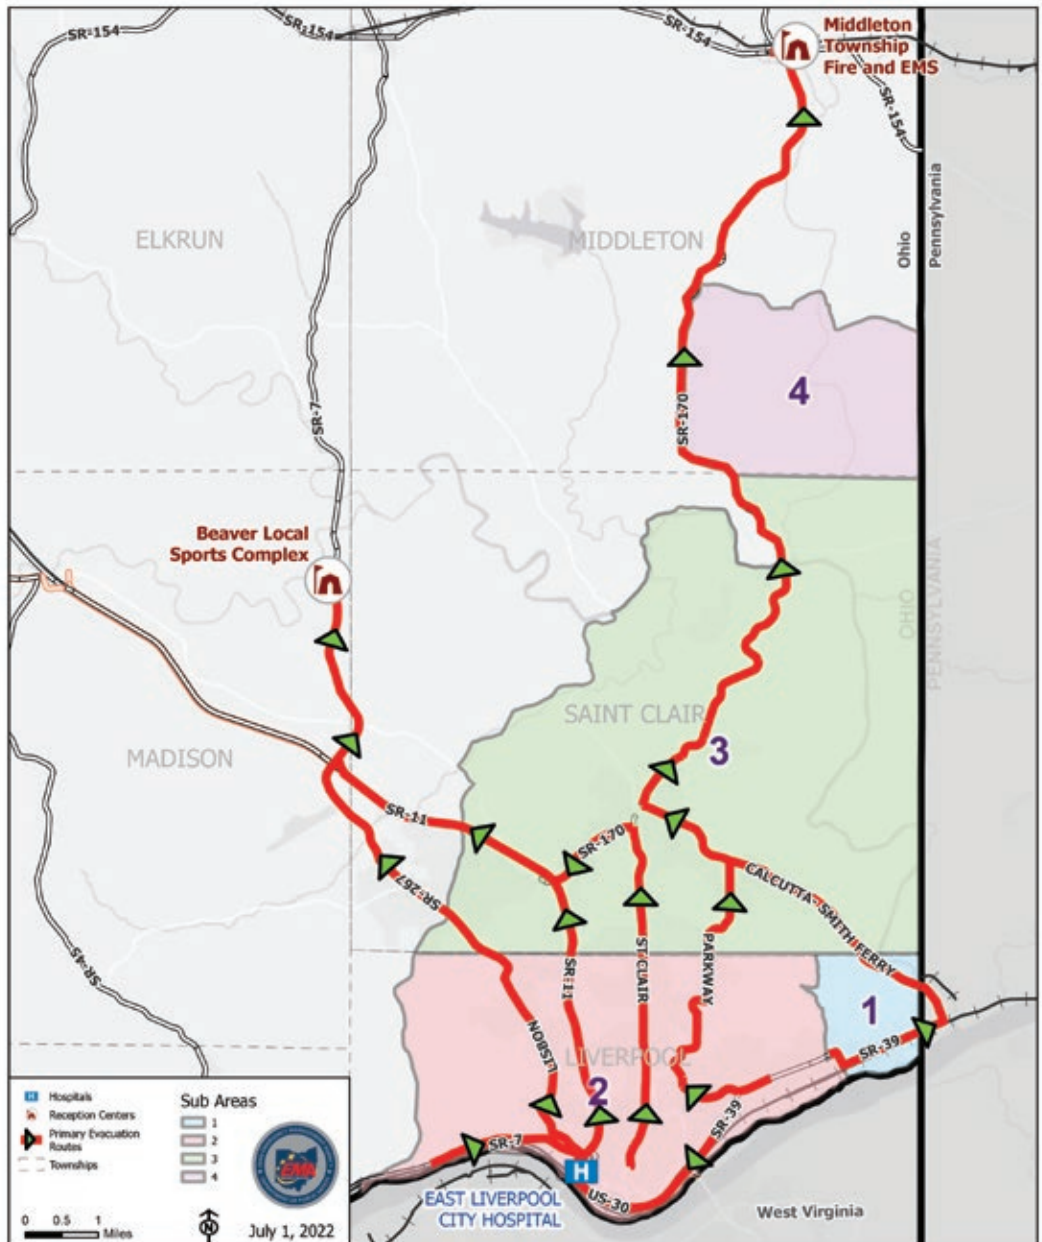 SR-154
SR-154
SR-154
Middleton
Township
Fire and EMS
SR-154
Ohio
Pennsylvania
ELKRUN
MIDDLETON
4
SR-7
SR-170
Beaver Local
Sports Complex
OHIO
PENNSYLVANIA
SAINT CLAIR
3
MADISON
SR-11
SR-170
CALCUTTA- SMITH FERRY
SR-267
SR-45
SR-11
ST CLAIR
PARKWAY
1
LISBON
LIVERPOOL
SR-39
2
SR-39
SR-7
H
US-30
EAST LIVERPOOL
CITY HOSPITAL
West Virginia
H Hospitals
Reception Centers
Primary Evacuation
Routes
Townships
Sub Areas
1
2
3
4
EMA
0 0.5 1
Miles
N
July 1, 2022